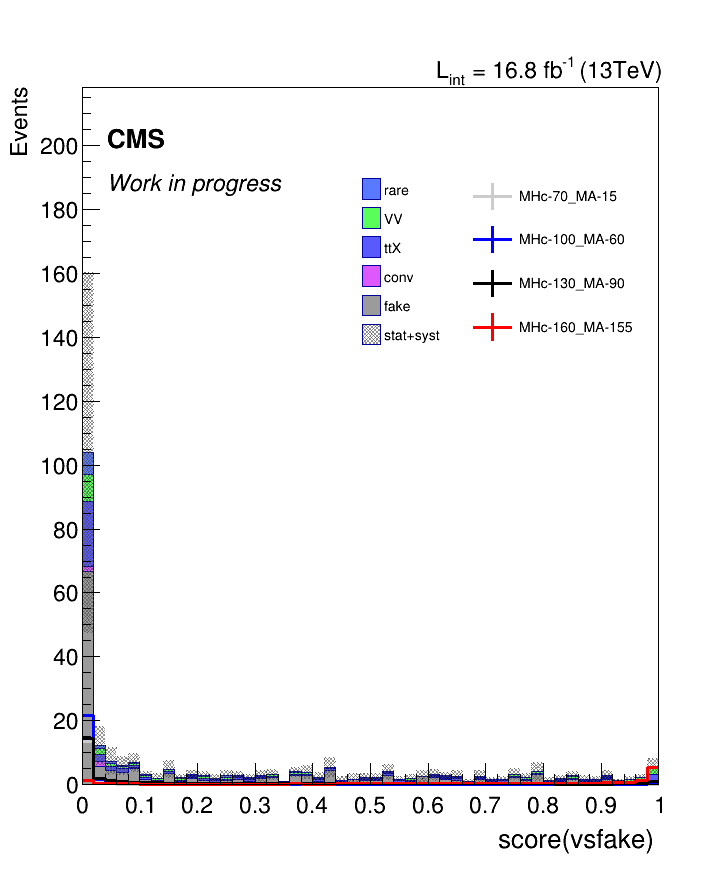 L_int = 16.8 fb^-1 (13TeV)
Events
CMS
Work in progress
rare
VV
ttX
conv
fake
stat+syst
MHc-70_MA-15
MHc-100_MA-60
MHc-130_MA-90
MHc-160_MA-155
200
180
160
140
120
100
80
60
40
20
0
0 0.1 0.2 0.3 0.4 0.5 0.6 0.7 0.8 0.9 1
score(vsfake)